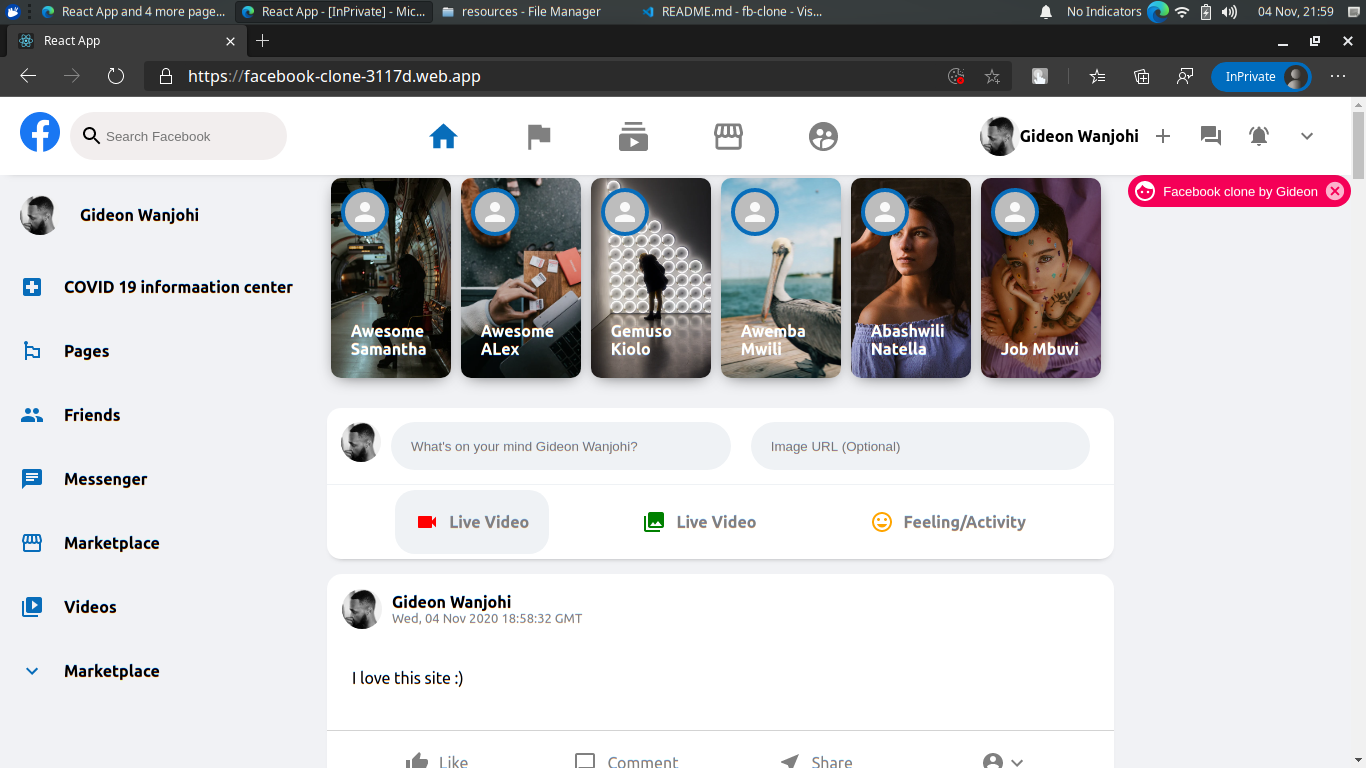 React App and 4 more page...
React App - [InPrivate] - Mic...
resources - File Manager
README.md - fb-clone - Vis...
No Indicators
04 Nov, 21:59
React App
https://facebook-clone-3117d.web.app
InPrivate
Search Facebook
Gideon Wanjohi
Facebook clone by Gideon
Gideon Wanjohi
COVID 19 informaation center
Pages
Friends
Messenger
Marketplace
Videos
Marketplace
Awesome
Samantha
Awesome
ALex
Gemuso
Kiolo
Awemba
Mwili
Abashwili
Natella
Job Mbuvi
What's on your mind Gideon Wanjohi?
Image URL (Optional)
Live Video
Live Video
Feeling/Activity
Gideon Wanjohi
Wed, 04 Nov 2020 18:58:32 GMT
I love this site :)
Like
Comment
Share